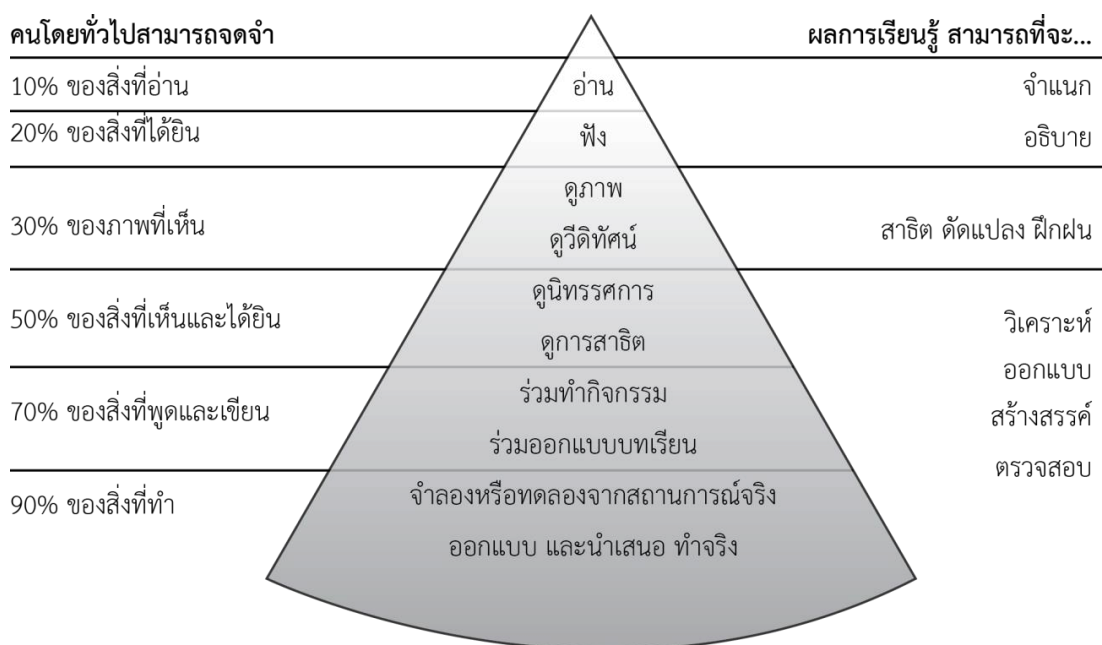 คนโดยทั่วไปสามารถจดจำ
ผลการเรียนรู้ สามารถที่จะ...
10% ของสิ่งที่อ่าน
อ่าน
จำแนก
20% ของสิ่งที่ได้ยิน
ฟัง
อธิบาย
30% ของภาพที่เห็น
ดูภาพ
ดูวีดิทัศน์
สาธิต ดัดแปลง ฝึกฝน
50% ของสิ่งที่เห็นและได้ยิน
ดูนิทรรศการ
ดูการสาธิต
วิเคราะห์
ออกแบบ
สร้างสรรค์
ตรวจสอบ
70% ของสิ่งที่พูดและเขียน
ร่วมทำกิจกรรม
ร่วมออกแบบบทเรียน
90% ของสิ่งที่ทำ
จำลองหรือทดลองจากสถานการณ์จริง
ออกแบบ และนำเสนอ ทำจริง